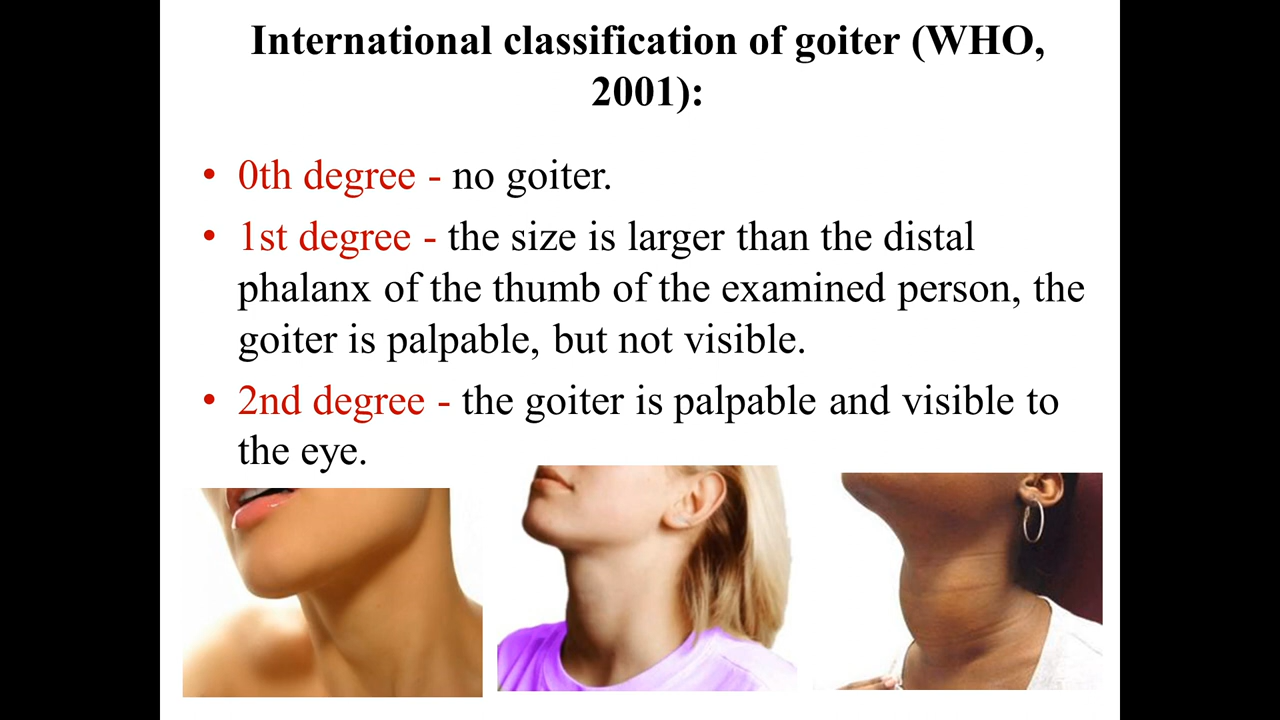 International classification of goiter (WHO,
2001):
• 0th degree - no goiter.
• 1st degree - the size is larger than the distal
phalanx of the thumb of the examined person, the
goiter is palpable, but not visible.
• 2nd degree - the goiter is palpable and visible to
the eye.